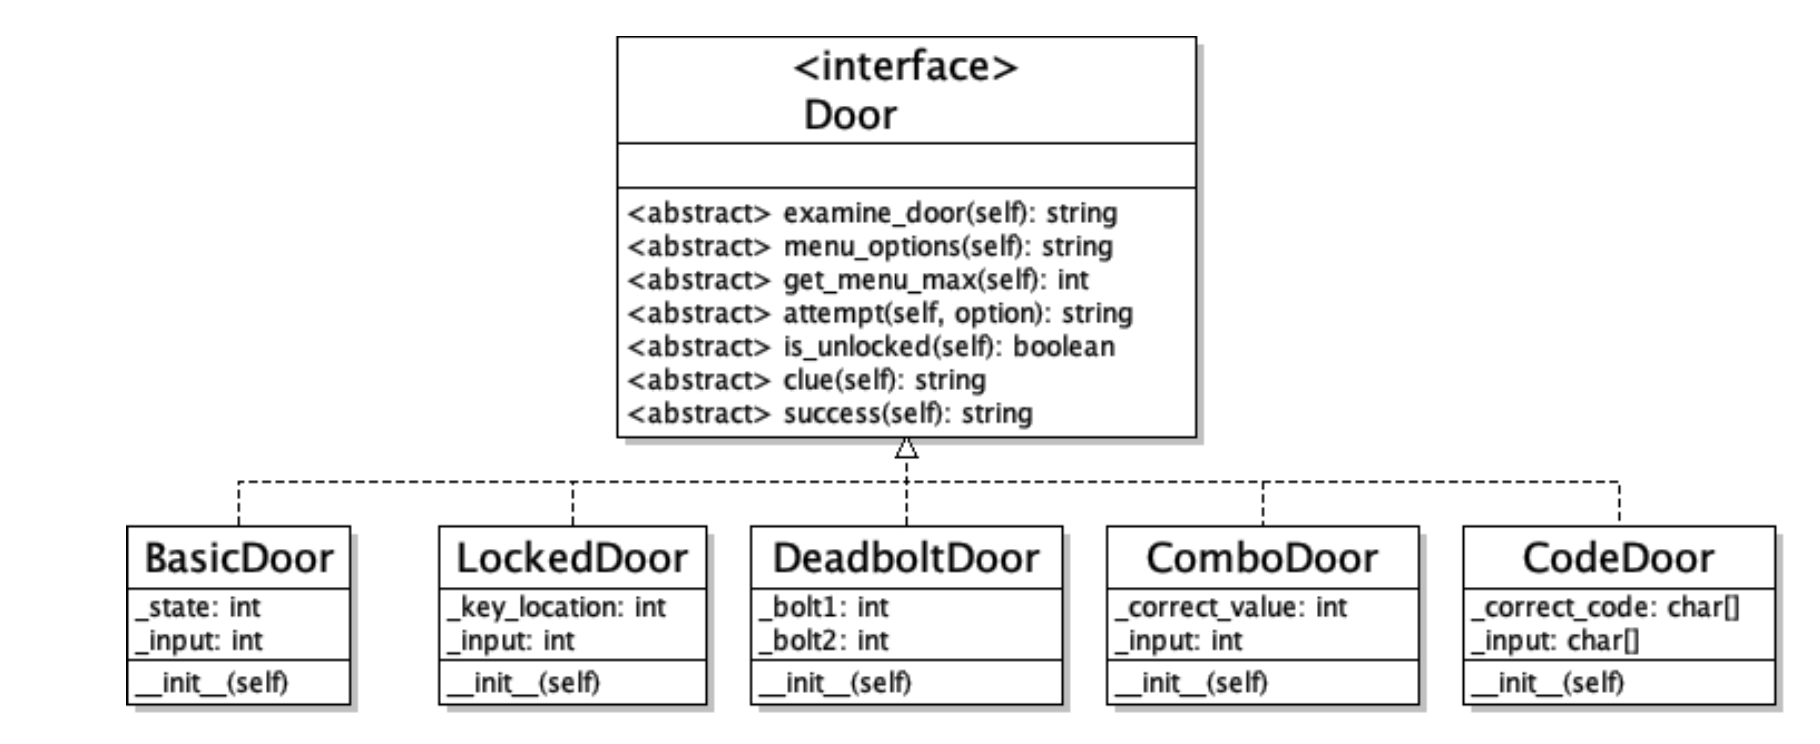 <interface>
Door
<abstract> examine_door(self): string
<abstract> menu_options(self): string
<abstract> get_menu_max(self): int
<abstract> attempt(self, option): string
<abstract> is_unlocked(self): boolean
<abstract> clue(self): string
<abstract> success(self): string
BasicDoor
_state: int
_input: int
__init__(self)
LockedDoor
_key_location: int
_input: int
__init__(self)
DeadboltDoor
_bolt1: int
_bolt2: int
__init__(self)
ComboDoor
_correct_value: int
_input: int
__init__(self)
CodeDoor
_correct_code: char[]
_input: char[]
__init__(self)